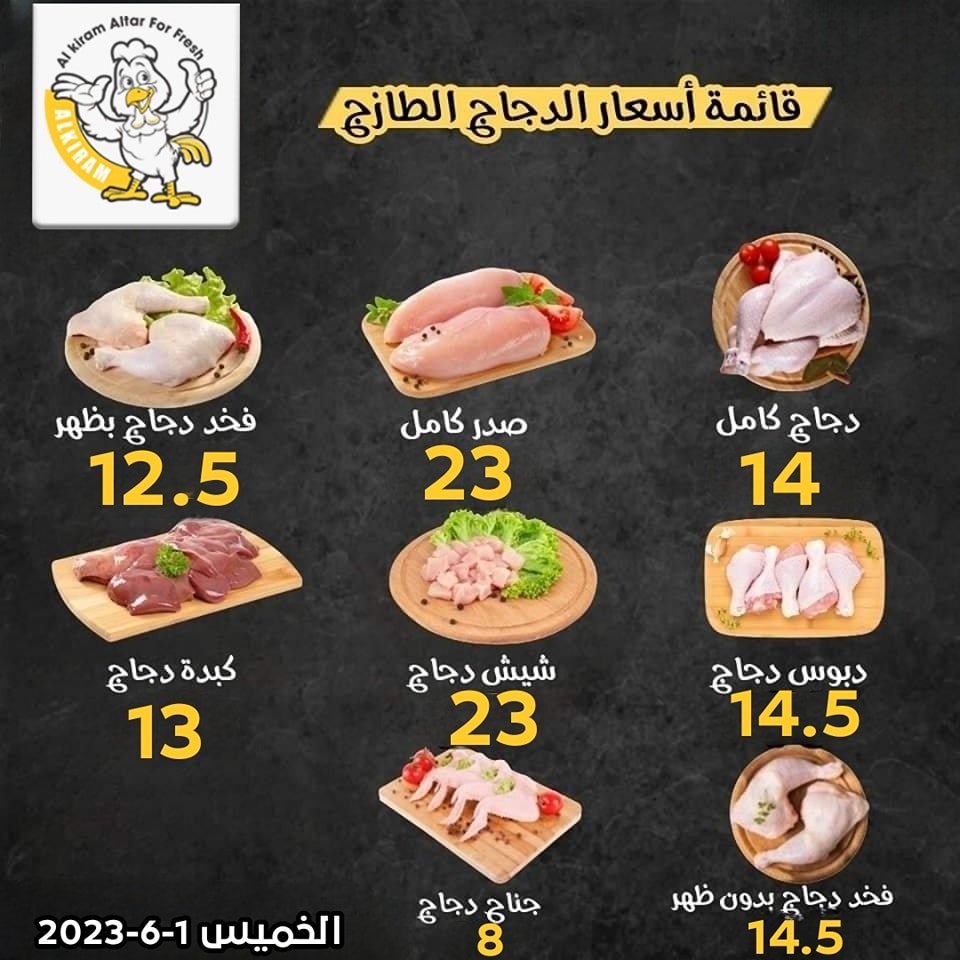 Al kiram Altar For Fresh
ALKIRAM
قائمة أسعار الدجاج الطازج
دجاج كامل
14
صدر كامل
23
فخد دجاج بظهر
12.5
دبوس دجاج
14.5
شيش دجاج
23
كبدة دجاج
13
فخد دجاج بدون ظهر
14.5
جناح دجاج
8
الخميس 1-6-2023